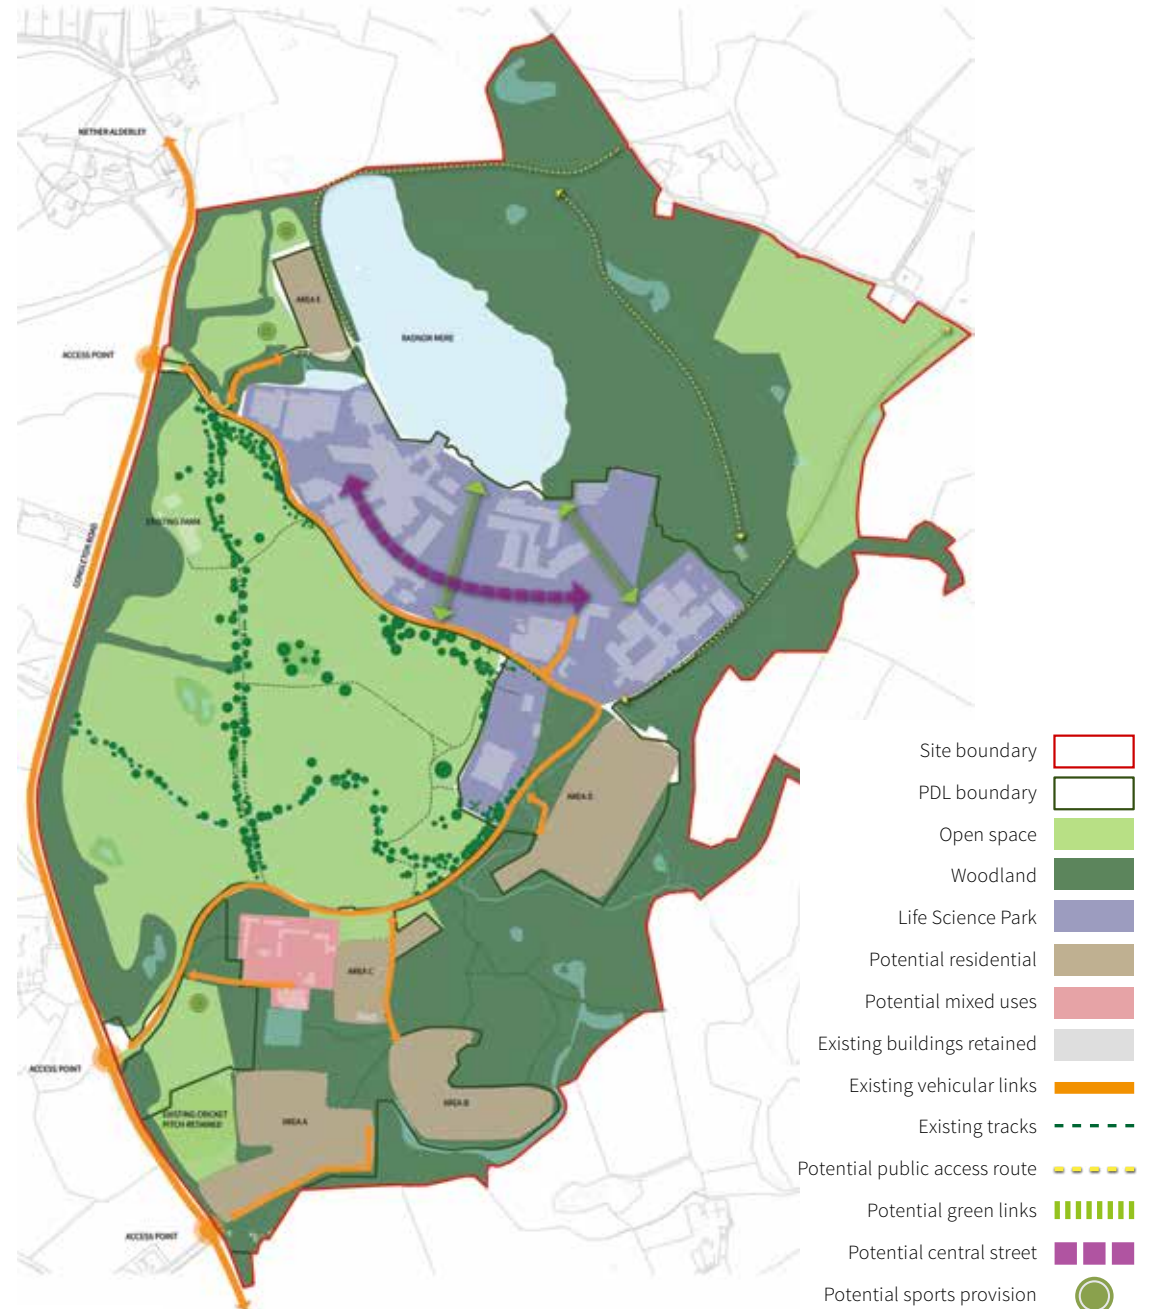 NETHER ALDERLEY
AREA E
RADNOR MERE
ACCESS POINT
EXISTING PARK
CONGLETON ROAD
AREA D
AREA C
ACCESS POINT
AREA B
EXISTING CRICKET
PITCH RETAINED
AREA A
ACCESS POINT
Site boundary
PDL boundary
Open space
Woodland
Life Science Park
Potential residential
Potential mixed uses
Existing buildings retained
Existing vehicular links
Existing tracks
Potential public access route
Potential green links
Potential central street
Potential sports provision